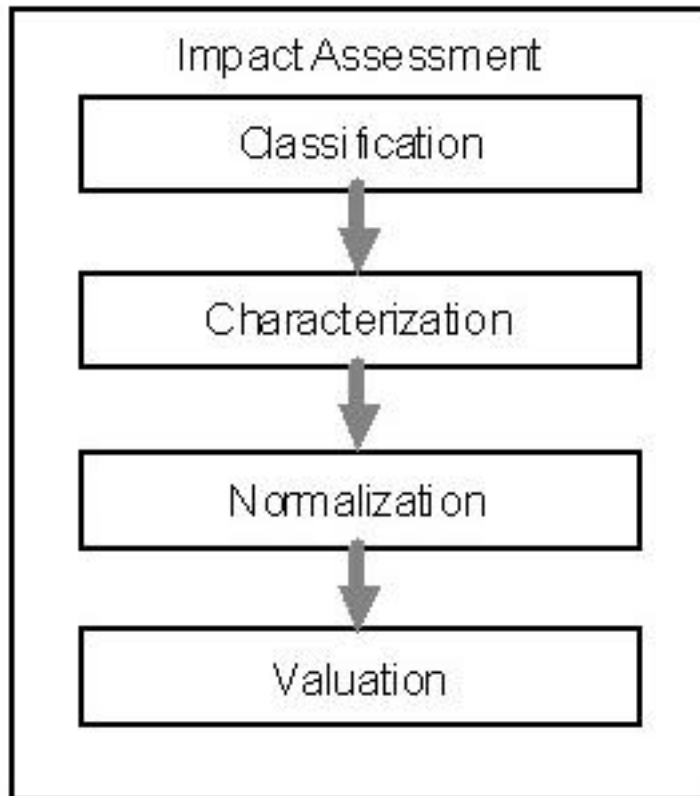 Impact Assessment
Classification
Characterization
Normalization
Valuation